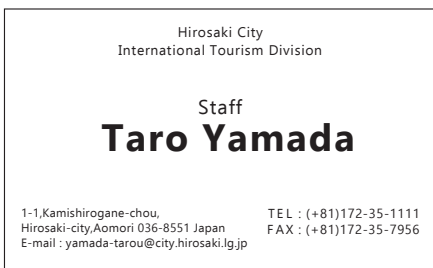 Hirosaki City
International Tourism Division
Staff
Taro Yamada
1-1,Kamishirogane-chou,
Hirosaki-city,Aomori 036-8551 Japan
E-mail : yamada-tarou@city.hirosaki.lg.jp
TEL : (+81)172-35-1111
FAX : (+81)172-35-7956